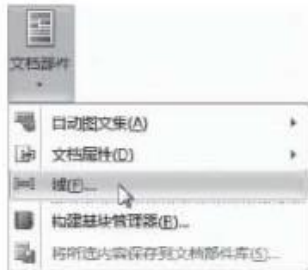 文档部件
自动图文集(A)
文档属性(D)
域(F)...
构建基块管理器(E)...
将所选内容保存到文档部件库(S)...